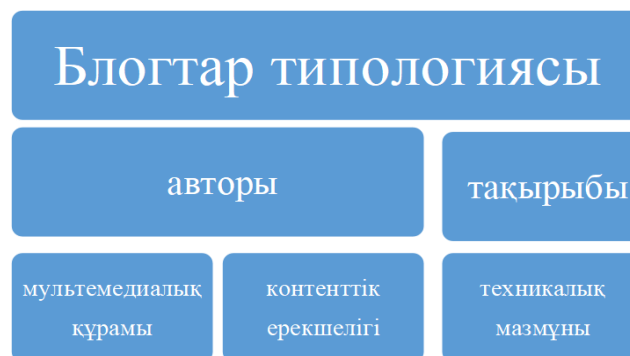 Блогтар типологиясы
авторы
тақырыбы
мультемедиалық
құрамы
контенттік
ерекшелігі
техникалық
мазмұны